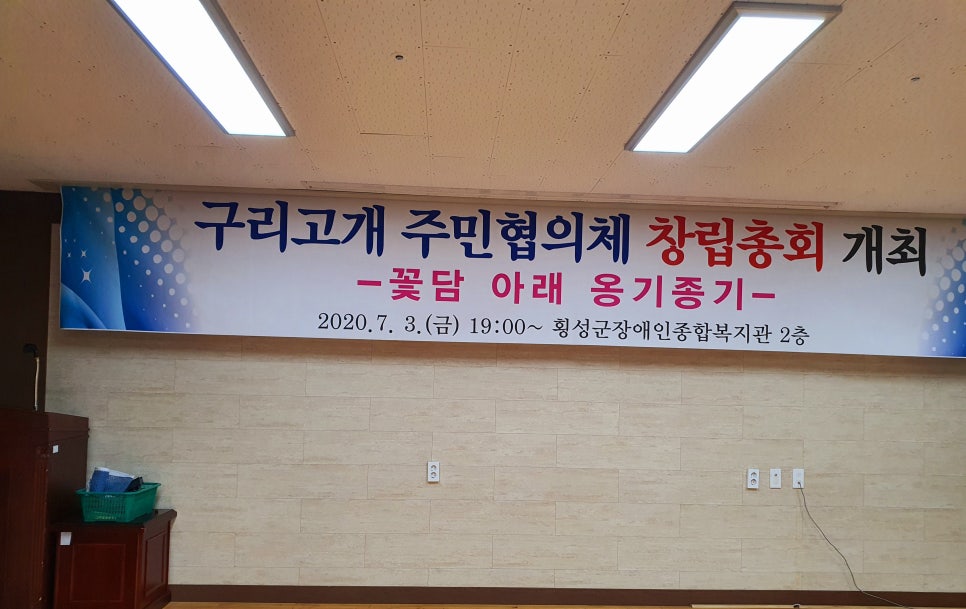 구리고개 주민협의체 창립총회 개최
-꽃담 아래 옹기종기-
2020.7. 3.(금) 19:00~ 횡성군장애인종합복지관 2층